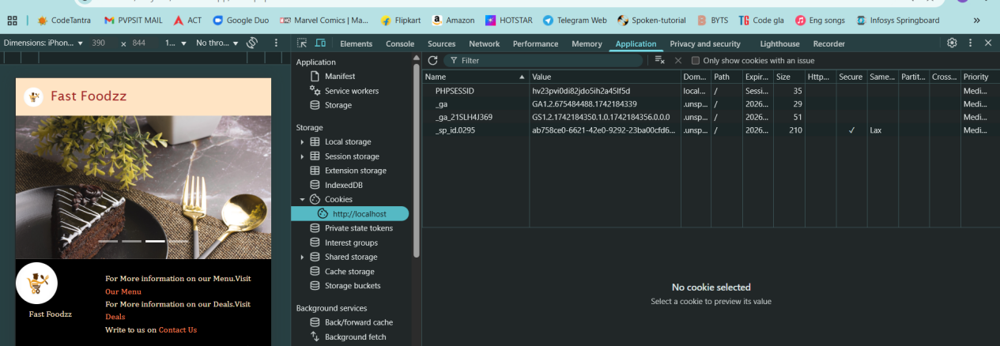 CodeTantra PVPSIT MAIL ACT Google Duo Marvel Comics | Ma... Flipkart Amazon HOTSTAR Telegram Web Spoken-tutorial BYTS Code gla Eng songs Infosys Springboard »
Dimensions: iPhon... ▼ 390 × 844 1... ▼ No thro... ▼
Elements Console Sources Network Performance Memory Application Privacy and security Lighthouse Recorder
Fast Foodzz
Fast Foodzz
For More information on our Menu.Visit
Our Menu
For More information on our Deals.Visit
Deals
Write to us on Contact Us
Application
Manifest
Service workers
Storage
Storage
Local storage
Session storage
Extension storage
IndexedDB
Cookies
http://localhost
Private state tokens
Interest groups
Shared storage
Cache storage
Storage buckets
Background services
Back/forward cache
Background fetch
Filter Only show cookies with an issue
Name Value Dom... Path Expir... Size Http... Secure Same... Partit... Cross... Priority
PHPSESSID hv23pvi0di82jdo5ih2a45lf5d local... / Sessi... 35 Medi...
_ga GA1.2.675484488.1742184339 .unsp... / 2026... 29 Medi...
_ga_21SLH4J369 GS1.2.1742184350.1.0.1742184356.0.0.0 .unsp... / 2026... 51 Medi...
_sp_id.0295 ab758ce0-6621-42e0-9292-23ba00cfd6... .unsp... / 2026... 210 ✓ Lax Medi...
No cookie selected
Select a cookie to preview its value